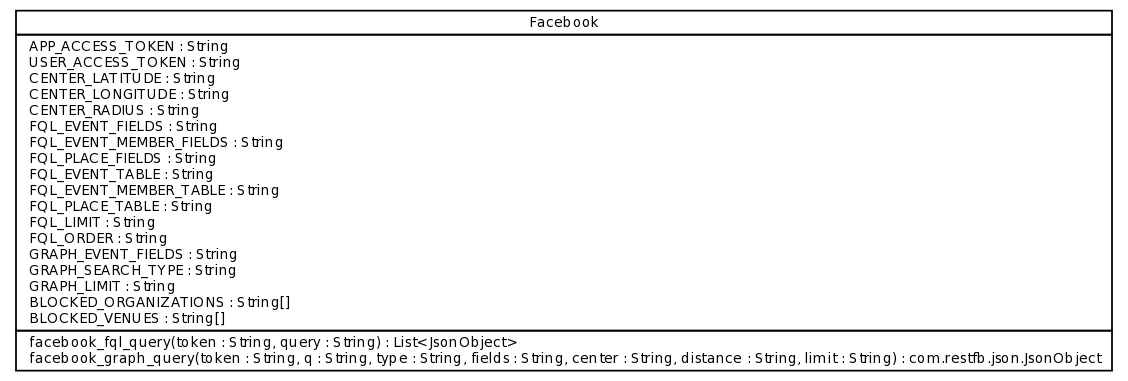 Facebook
APP_ACCESS_TOKEN : String
USER_ACCESS_TOKEN : String
CENTER_LATITUDE : String
CENTER_LONGITUDE : String
CENTER_RADIUS : String
FQL_EVENT_FIELDS : String
FQL_EVENT_MEMBER_FIELDS : String
FQL_PLACE_FIELDS : String
FQL_EVENT_TABLE : String
FQL_EVENT_MEMBER_TABLE : String
FQL_PLACE_TABLE : String
FQL_LIMIT : String
FQL_ORDER : String
GRAPH_EVENT_FIELDS : String
GRAPH_SEARCH_TYPE : String
GRAPH_LIMIT : String
BLOCKED_ORGANIZATIONS : String[]
BLOCKED_VENUES : String[]
facebook_fql_query(token : String, query : String) : List<JsonObject>
facebook_graph_query(token : String, q : String, type : String, fields : String, center : String, distance : String, limit : String) : com.restfb.json.JsonObject